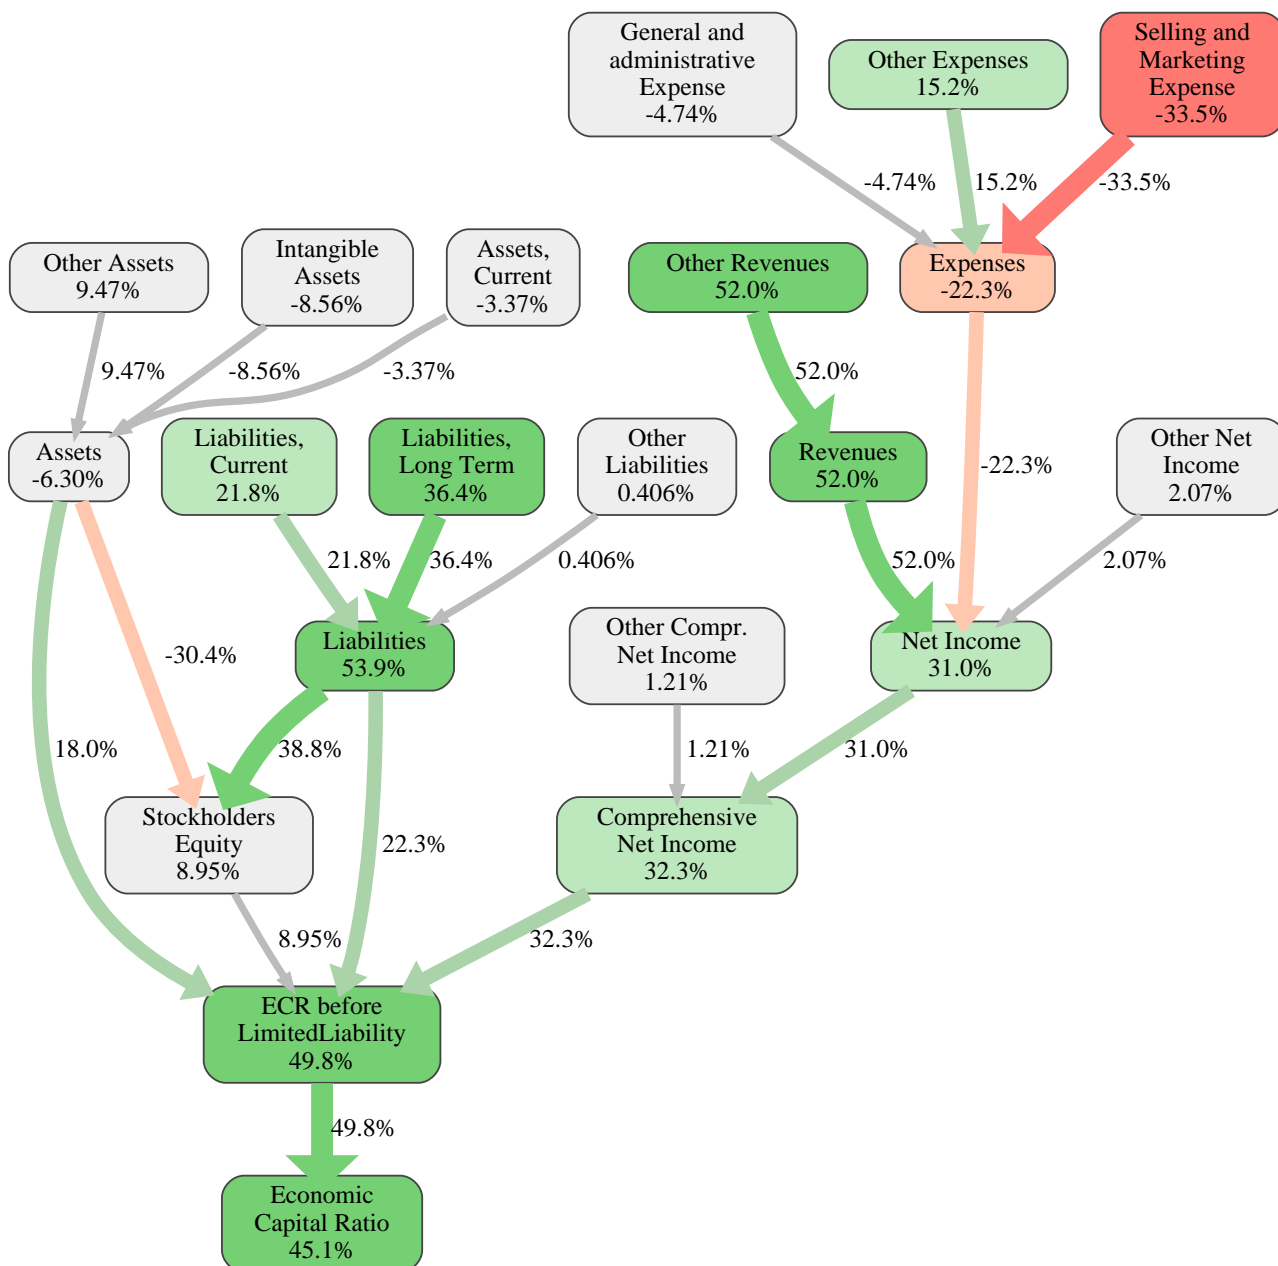 General and
administrative
Expense
-4.74%
Other Expenses
15.2%
Selling and
Marketing
Expense
-33.5%
-4.74%
15.2%
-33.5%
Other Assets
9.47%
Intangible
Assets
-8.56%
Assets,
Current
-3.37%
Other Revenues
52.0%
Expenses
-22.3%
9.47%
-8.56%
-3.37%
52.0%
Assets
-6.30%
Liabilities,
Current
21.8%
Liabilities,
Long Term
36.4%
Other
Liabilities
0.406%
Revenues
52.0%
-22.3%
Other Net
Income
2.07%
21.8%
36.4%
0.406%
52.0%
2.07%
-30.4%
Liabilities
53.9%
Other Compr.
Net Income
1.21%
Net Income
31.0%
18.0%
38.8%
1.21%
31.0%
Stockholders
Equity
8.95%
22.3%
Comprehensive
Net Income
32.3%
8.95%
32.3%
ECR before
LimitedLiability
49.8%
49.8%
Economic
Capital Ratio
45.1%